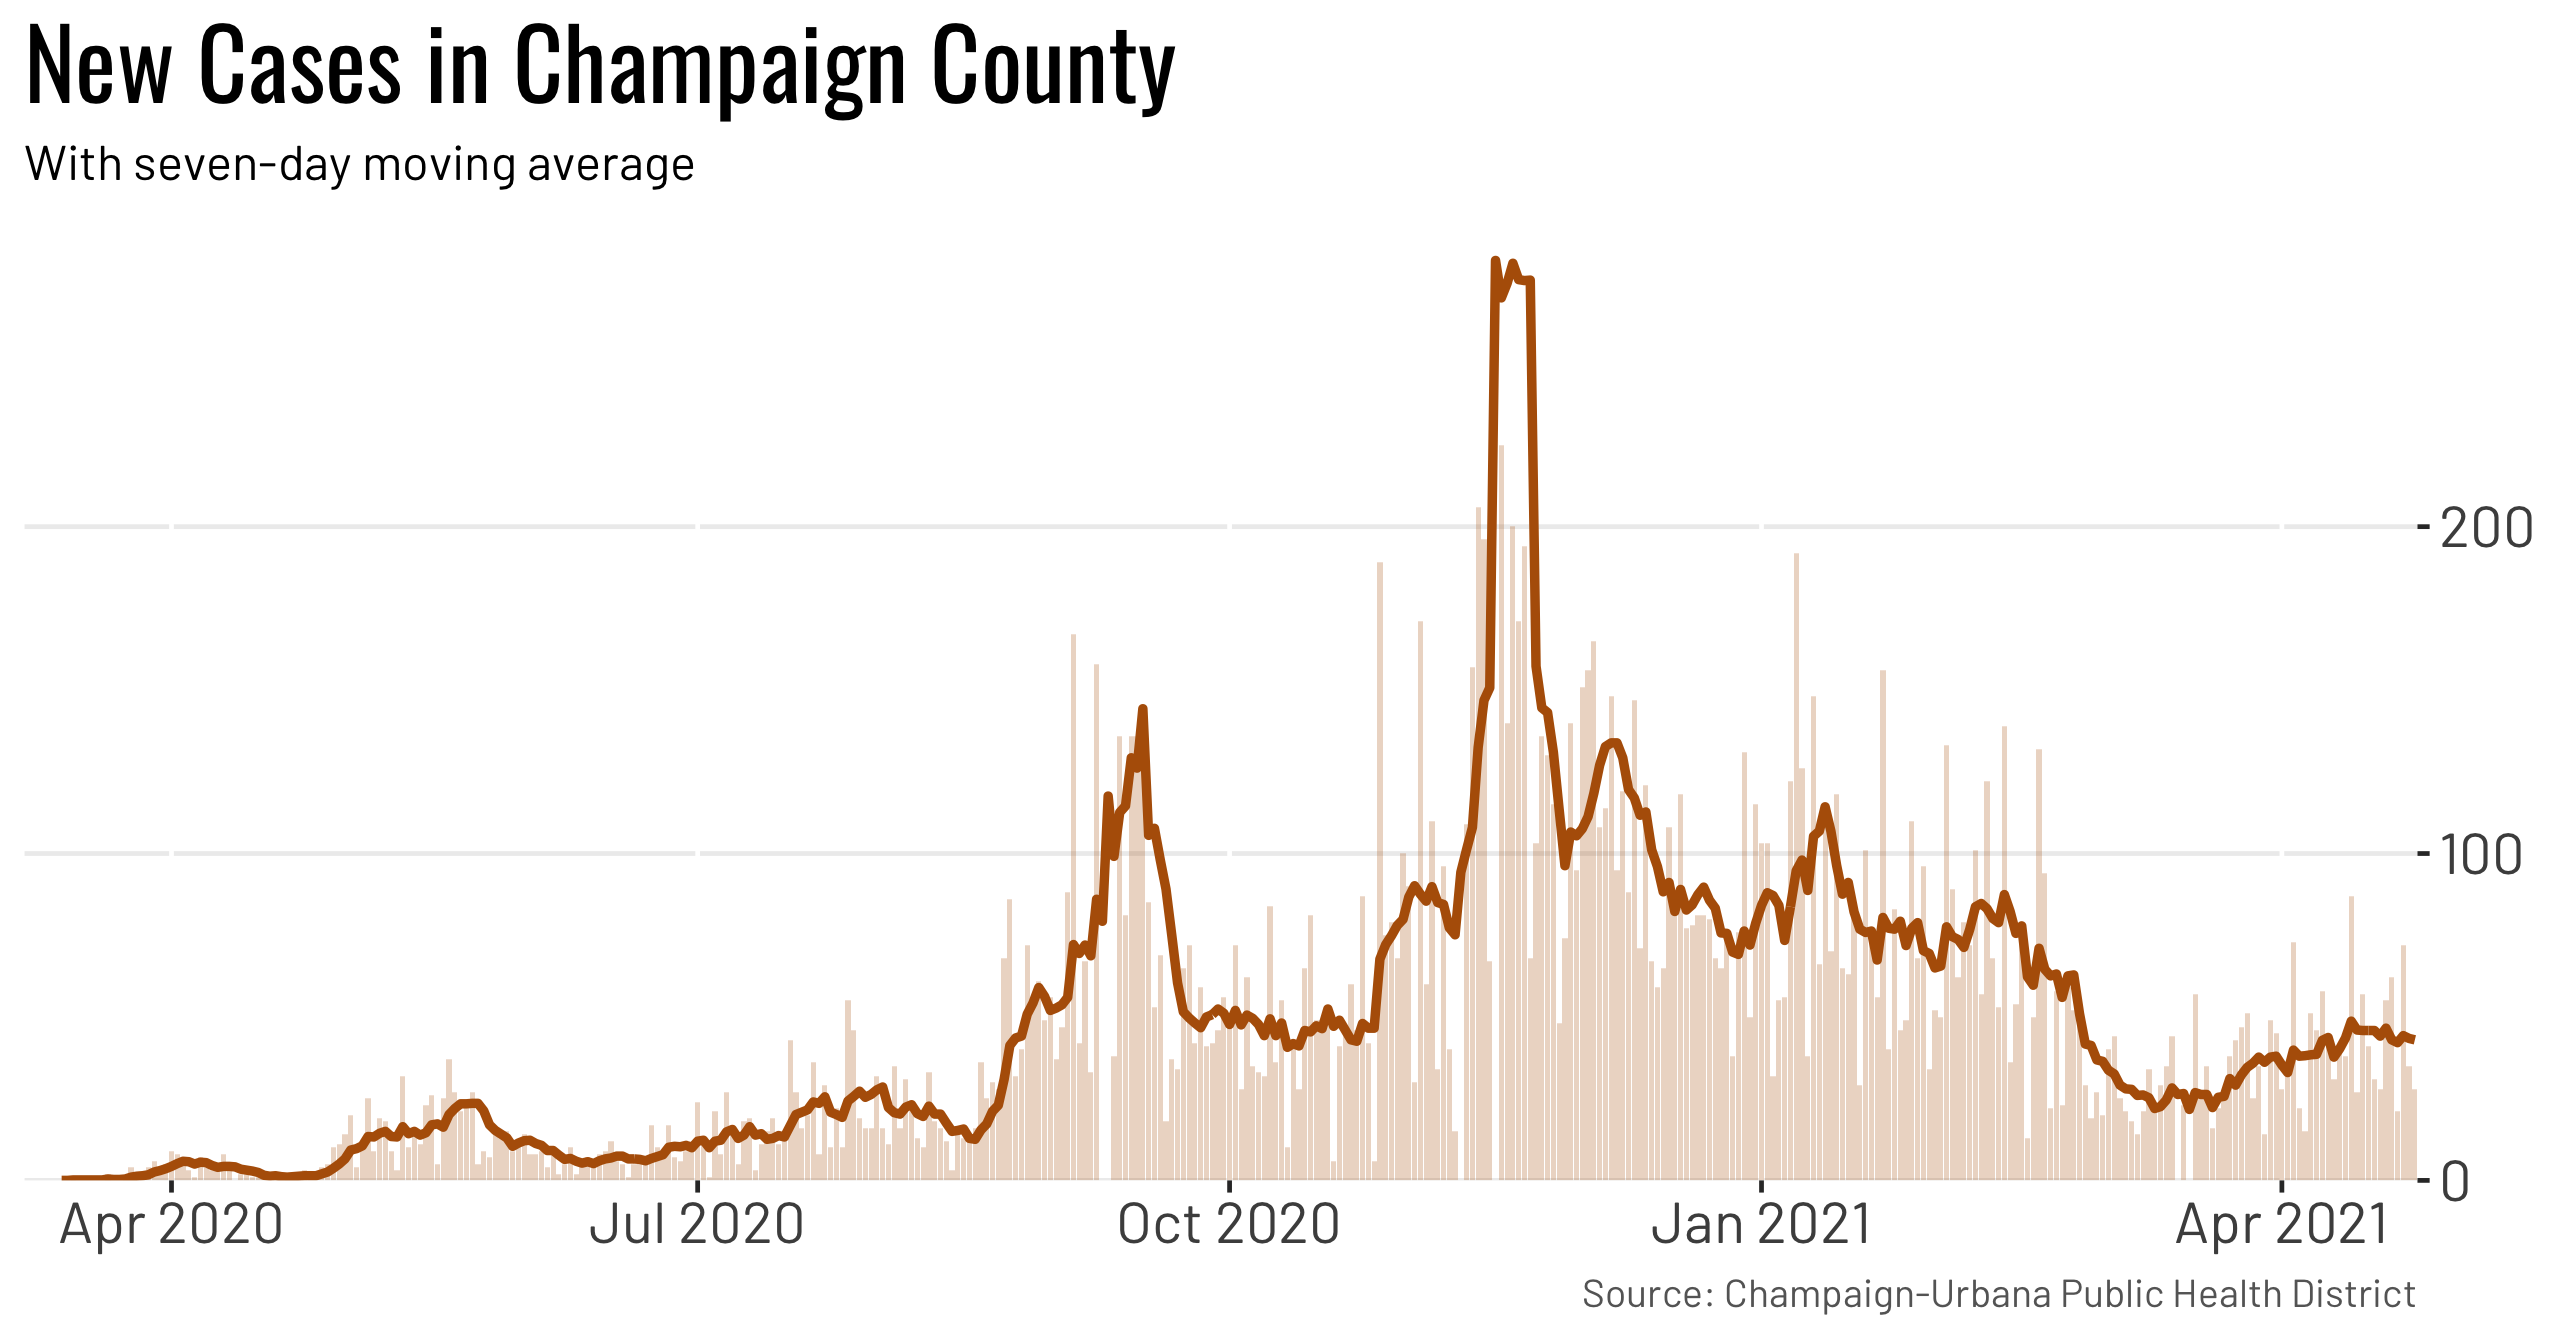 New Cases in Champaign County
With seven-day moving average
200
100
0
Apr 2020
Jul 2020
Oct 2020
Jan 2021
Apr 2021
Source: Champaign-Urbana Public Health District